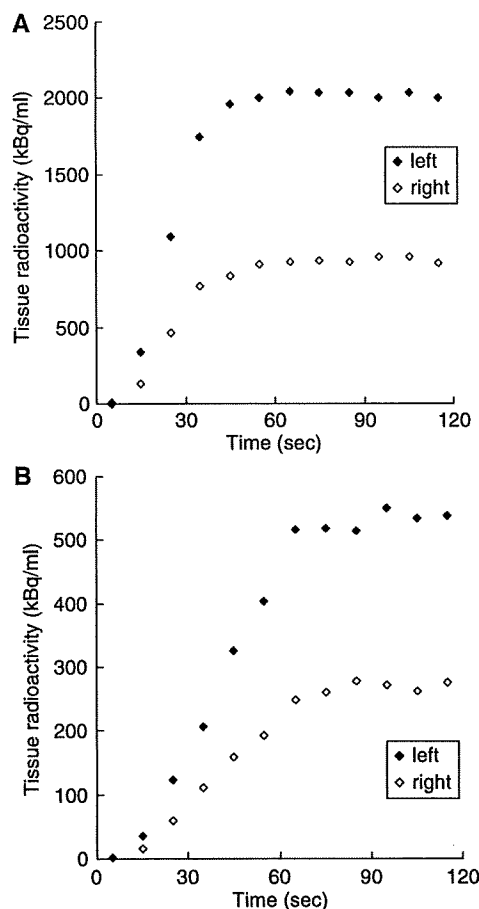 A
Tissue radioactivity (kBq/ml)
2500
2000
1500
1000
500
0
left
right
0 30 60 90 120
Time (sec)
B
Tissue radioactivity (kBq/ml)
600
500
400
300
200
100
0
left
right
0 30 60 90 120
Time (sec)